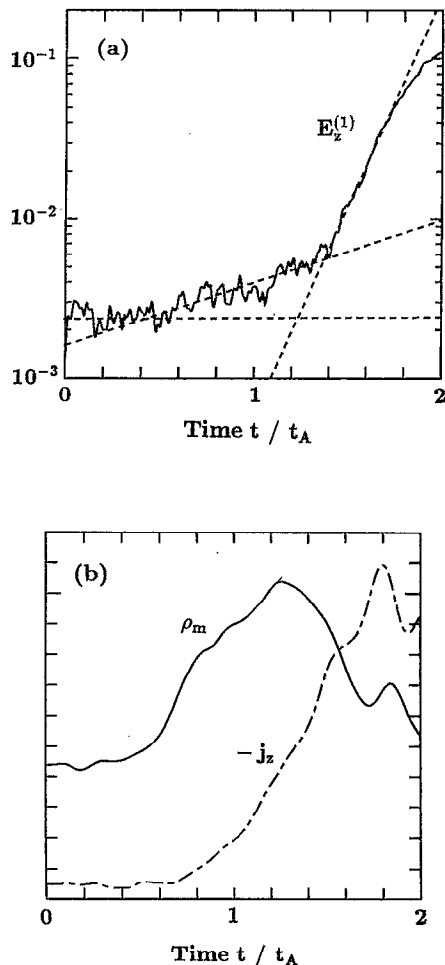 (a)
10⁻¹
E_z^{(1)}
10⁻²
10⁻³
0
1
2
Time t / t_A
(b)
ρ_m
− j_z
0
1
2
Time t / t_A